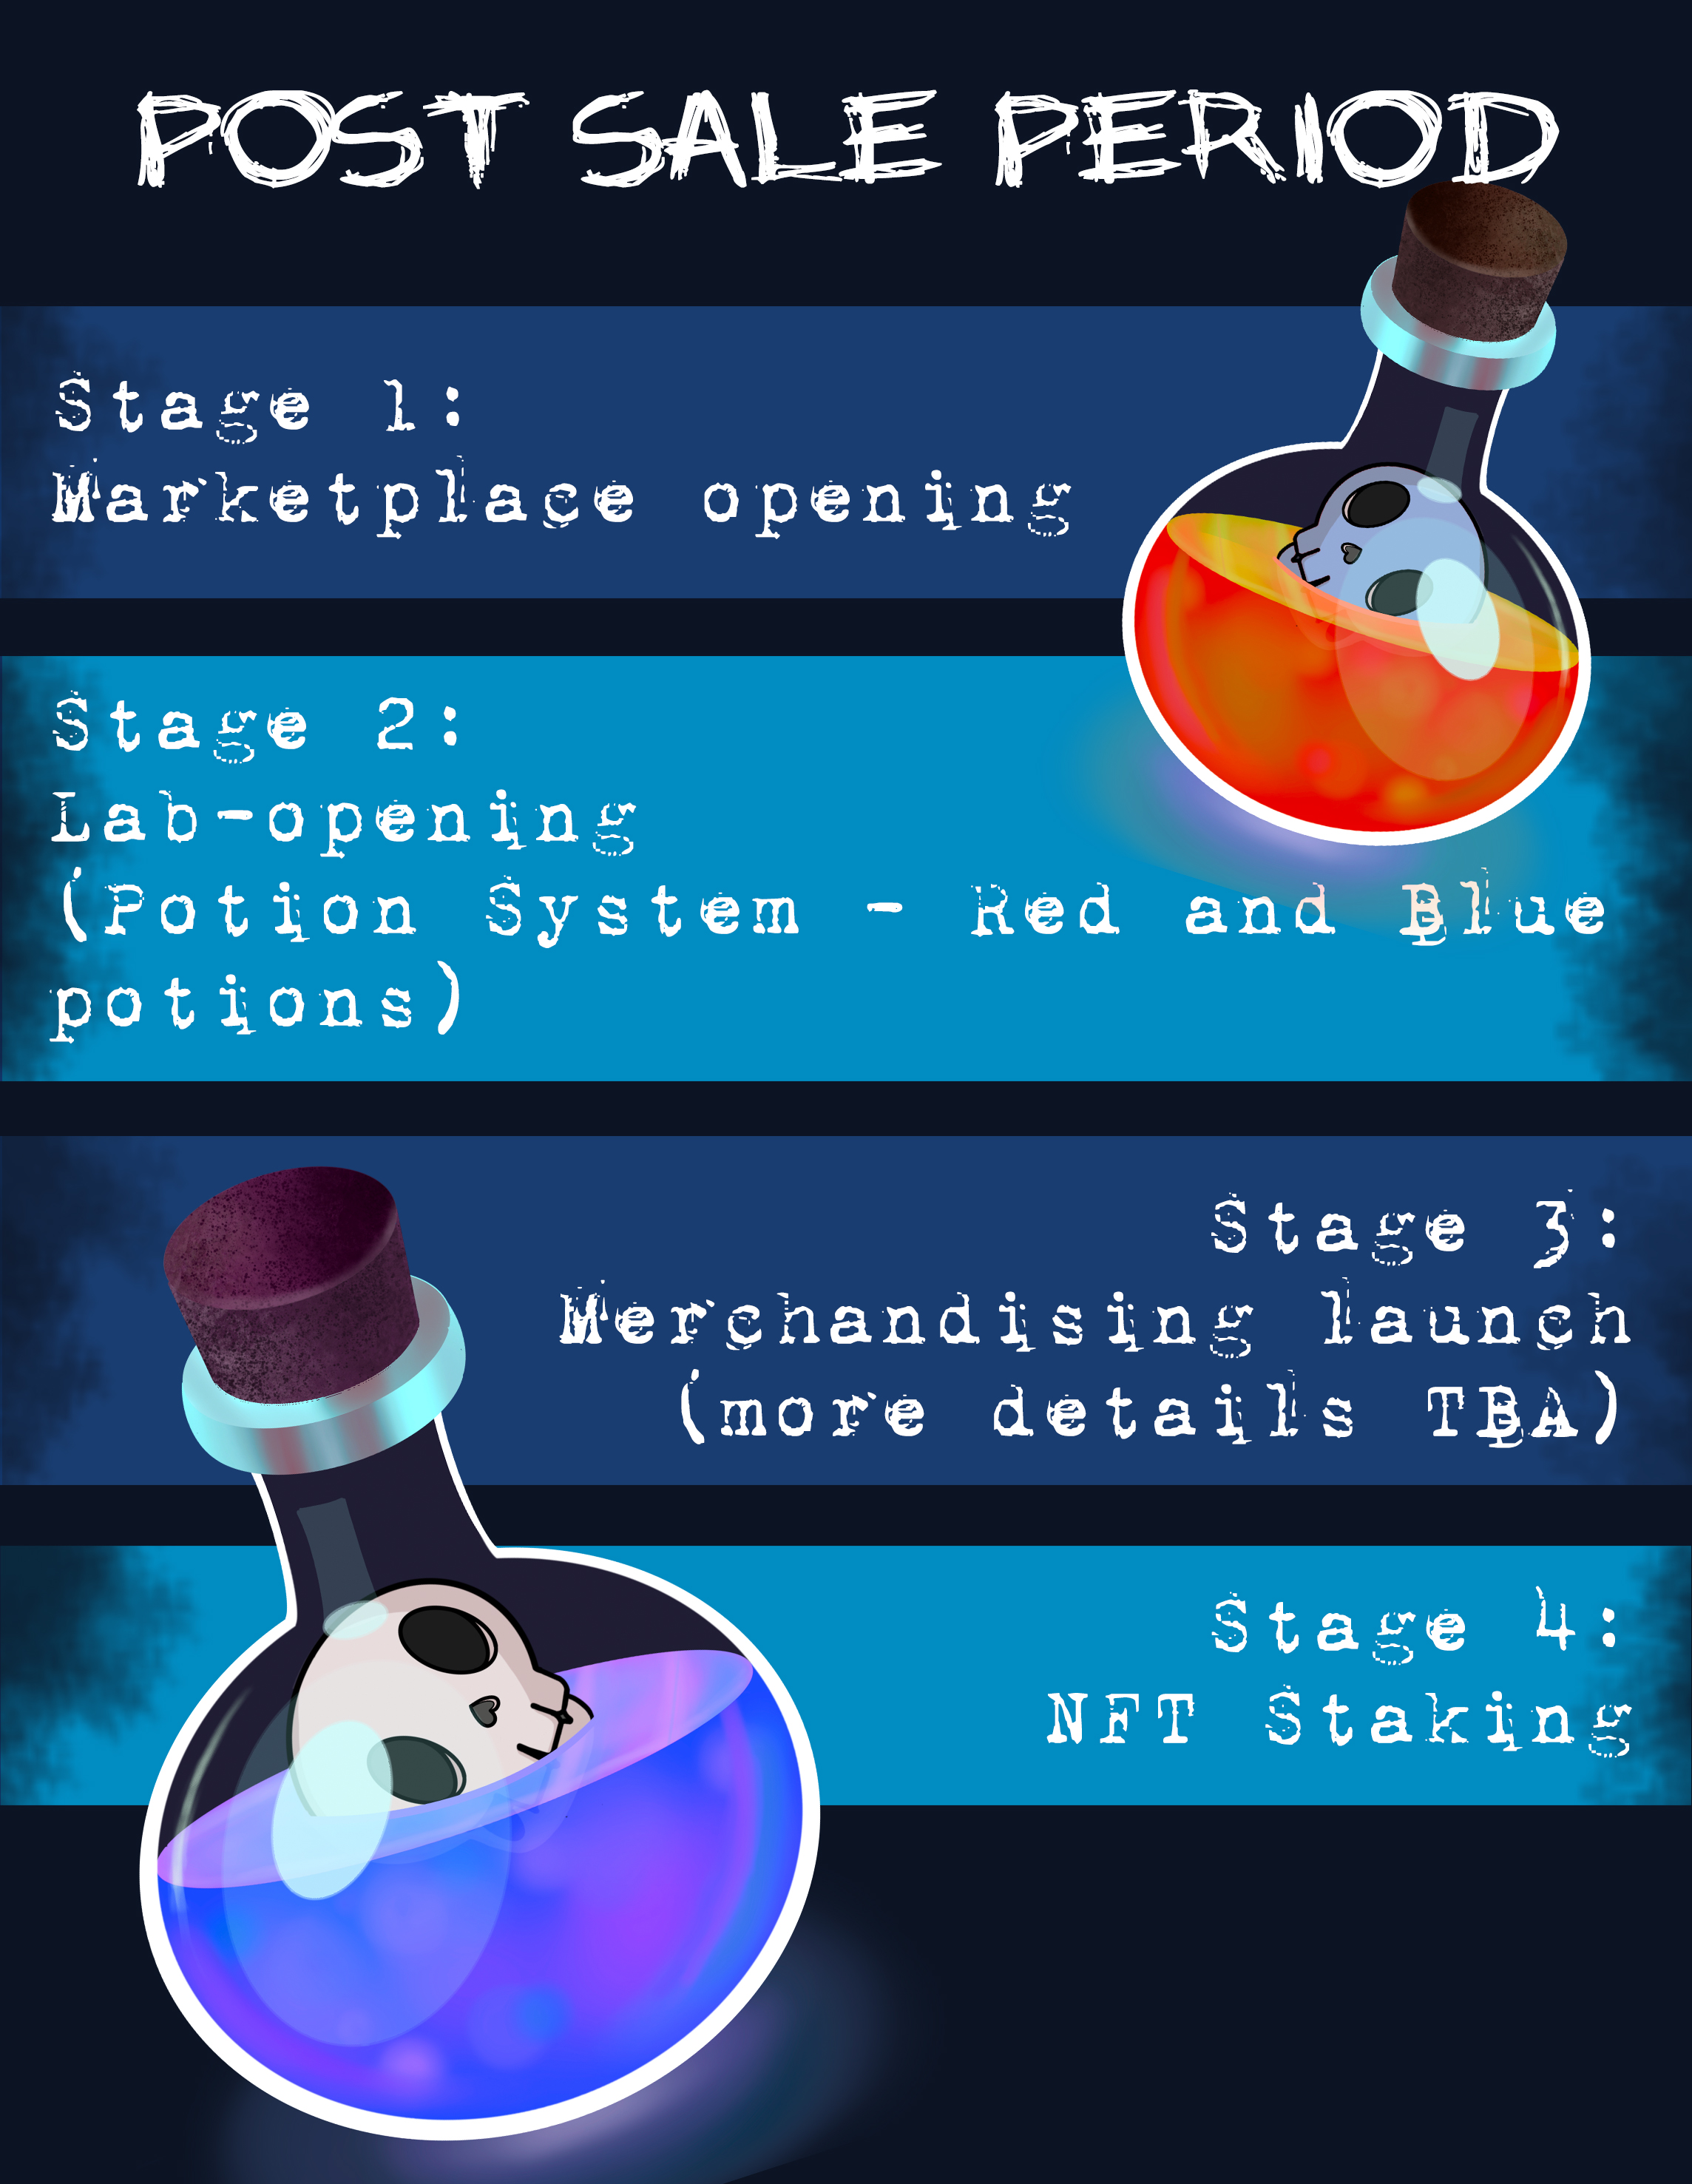 POST SALE PERIOD
Stage 1:
Marketplace opening
Stage 2:
Lab-opening
(Potion System - Red and Blue
potions)
Stage 3:
Merchandising launch
(more details TBA)
Stage 4:
NFT Staking